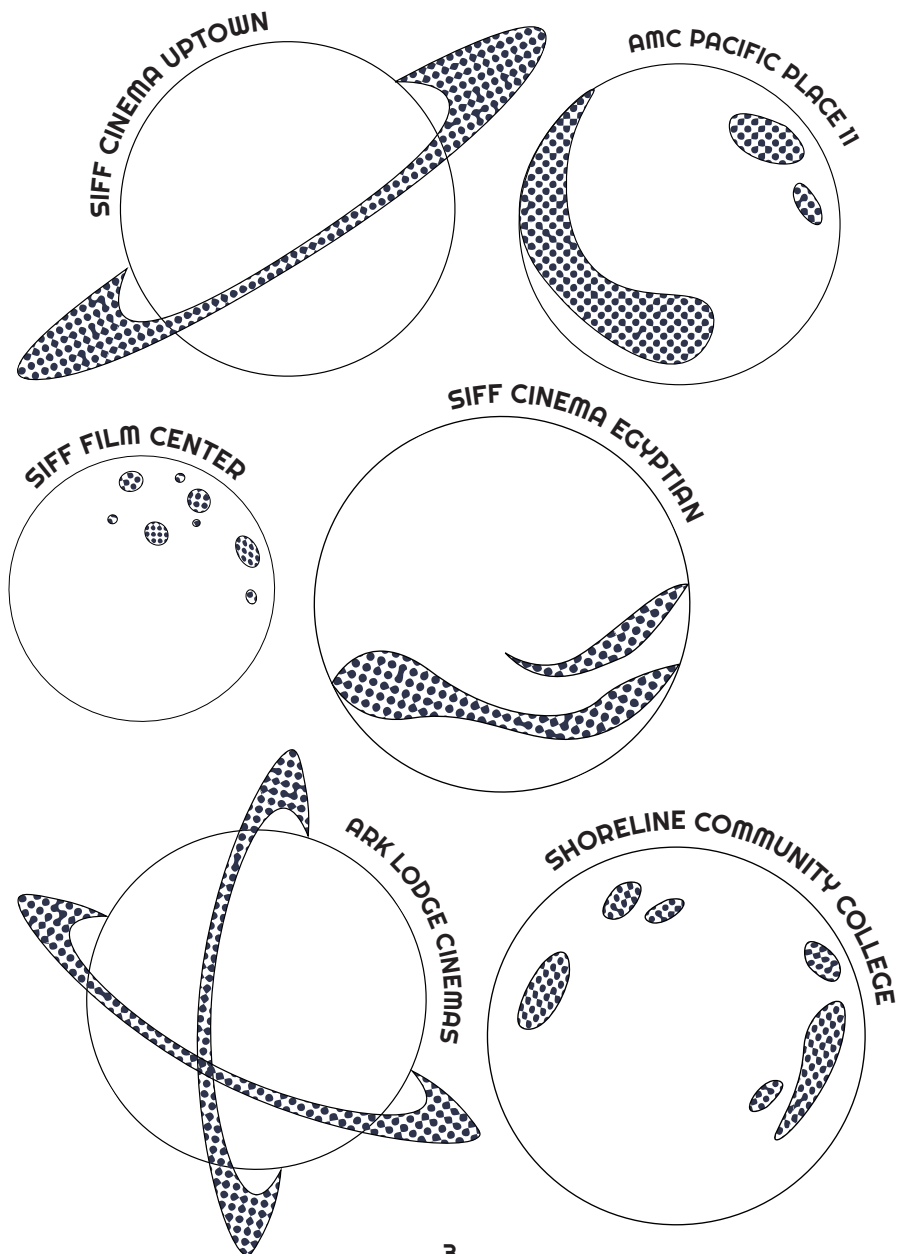 SIFF CINEMA UPTOWN
AMC PACIFIC PLACE 11
SIFF FILM CENTER
SIFF CINEMA EGYPTIAN
ARK LODGE CINEMAS
SHORELINE COMMUNITY COLLEGE